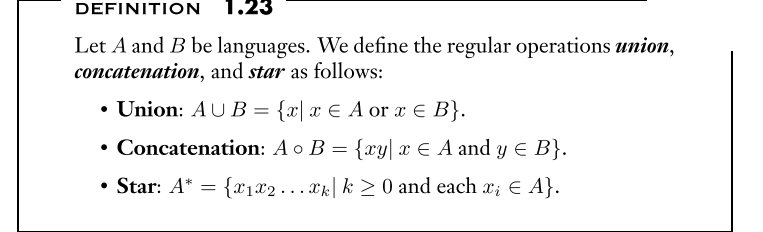 DEFINITION 1.23
Let A and B be languages. We define the regular operations union,
concatenation, and star as follows:
• Union: A ∪ B = {x| x ∈ A or x ∈ B}.
• Concatenation: A ∘ B = {xy| x ∈ A and y ∈ B}.
• Star: A* = {x₁x₂ . . . xₖ| k ≥ 0 and each xᵢ ∈ A}.